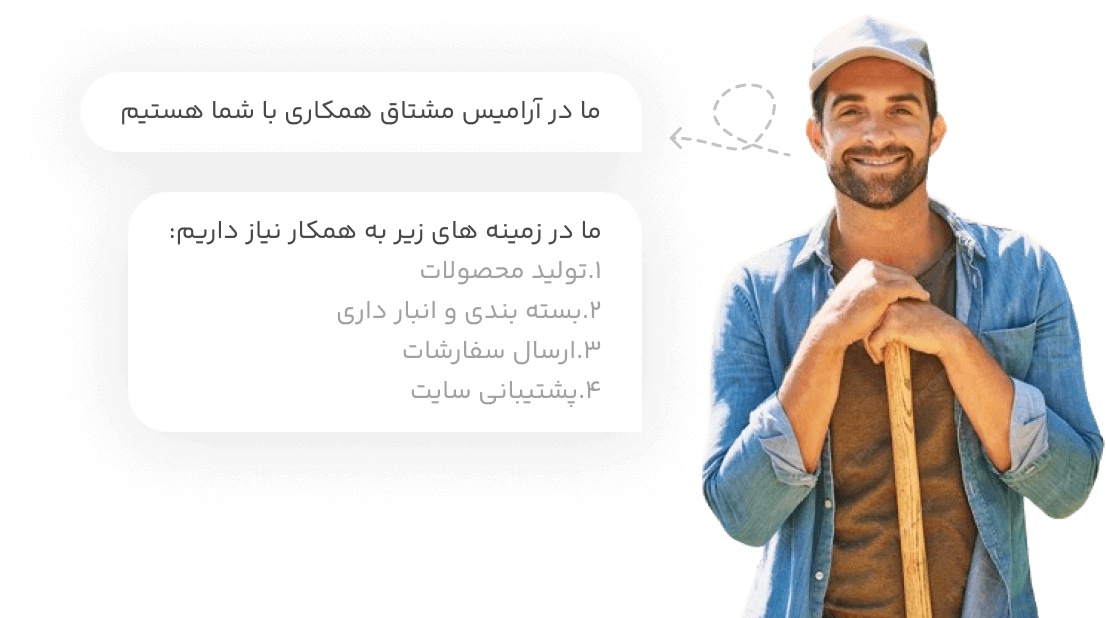 ما در آرامیس مشتاق همکاری با شما هستیم
ما در زمینه های زیر به همکار نیاز داریم:
۱.تولید محصولات
۲.بسته بندی و انبار داری
۳.ارسال سفارشات
۴.پشتیبانی سایت